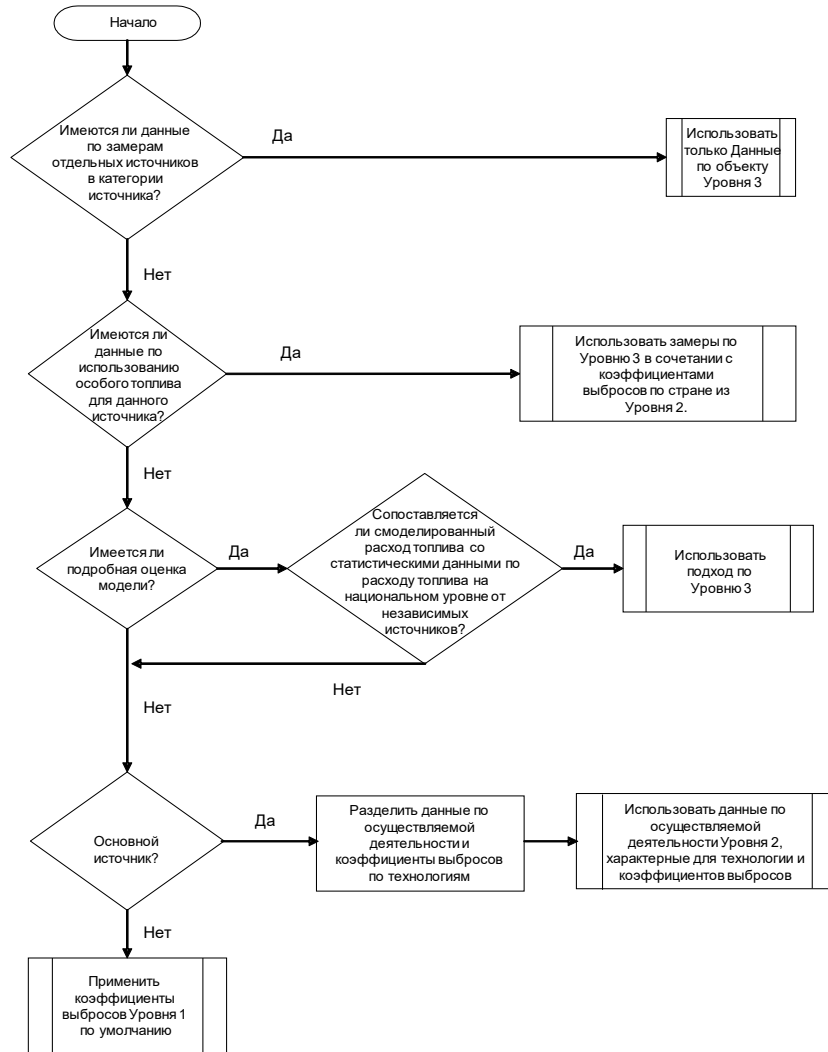 Начало
Имеются ли данные
по замерам
отдельных источников
в категории
источника?
Да
Использовать
только Данные
по объекту
Уровня 3
Нет
Имеются ли
данные по
использованию
особого топлива
для данного
источника?
Да
Использовать замеры по
Уровню 3 в сочетании с
коэффициентами
выбросов по стране из
Уровня 2.
Нет
Имеется ли
подробная оценка
модели?
Да
Сопоставляется
ли смоделированный
расход топлива со
статистическими данными по
расходу топлива на
национальном уровне от
независимых
источников?
Да
Использовать
подход по
Уровню 3
Нет
Нет
Основной
источник?
Да
Разделить данные по
осуществляемой
деятельности и
коэффициенты выбросов
по технологиям
Использовать данные по
осуществляемой
деятельности Уровня 2,
характерные для технологии и
коэффициентов выбросов
Нет
Применить
коэффициенты
выбросов Уровня 1
по умолчанию